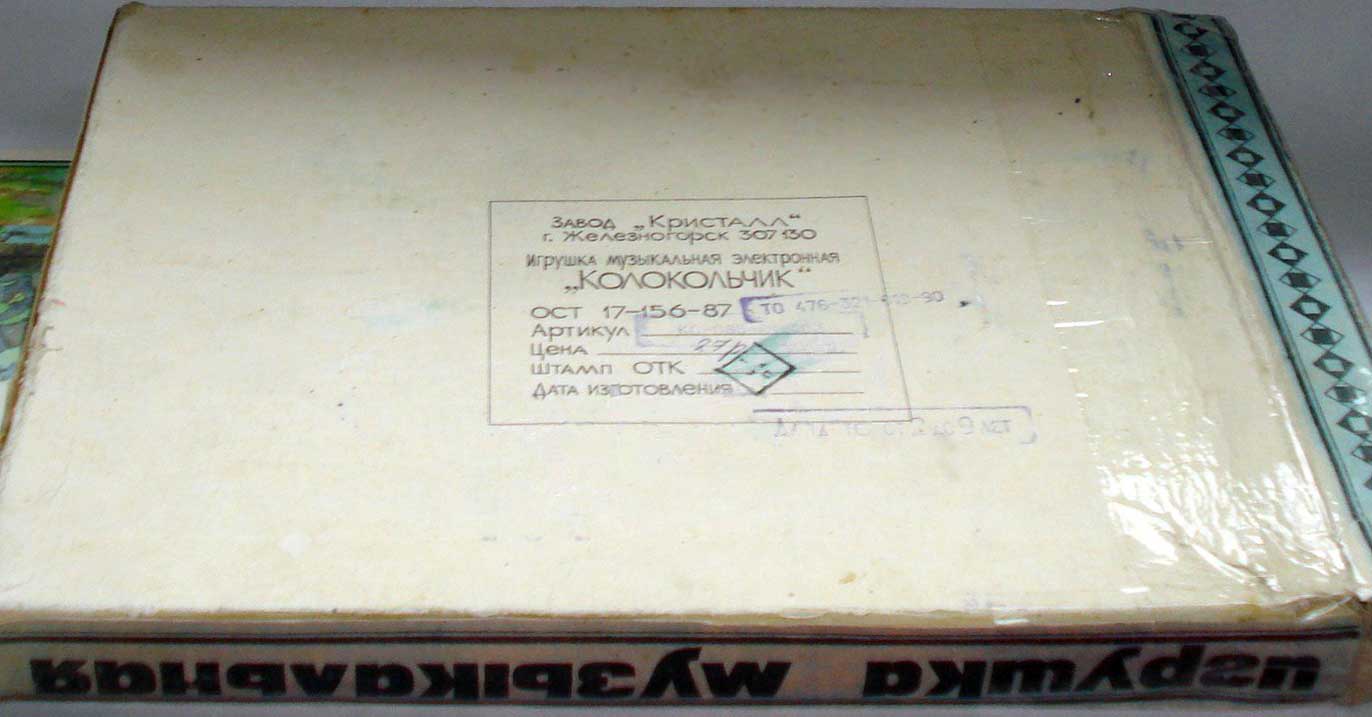 Завод „Кристалл“
г. Железногорск 307130
Игрушка музыкальная электронная
„Колокольчик“
ОСТ 17-156-87
Артикул
Цена 27р
Штамп ОТК
Дата изготовления
игрушка музыкальная